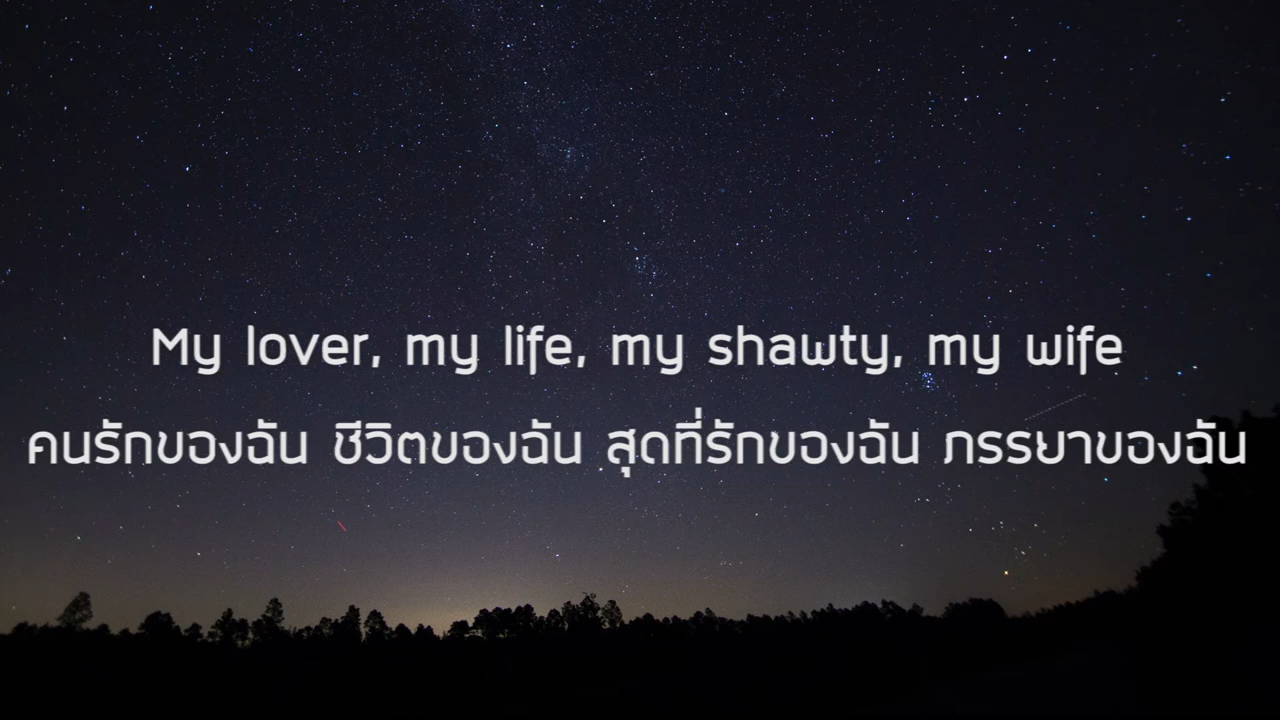 My lover, my life, my shawty, my wife
คนรักของฉัน ชีวิตของฉัน สุดที่รักของฉัน ภรรยาของฉัน